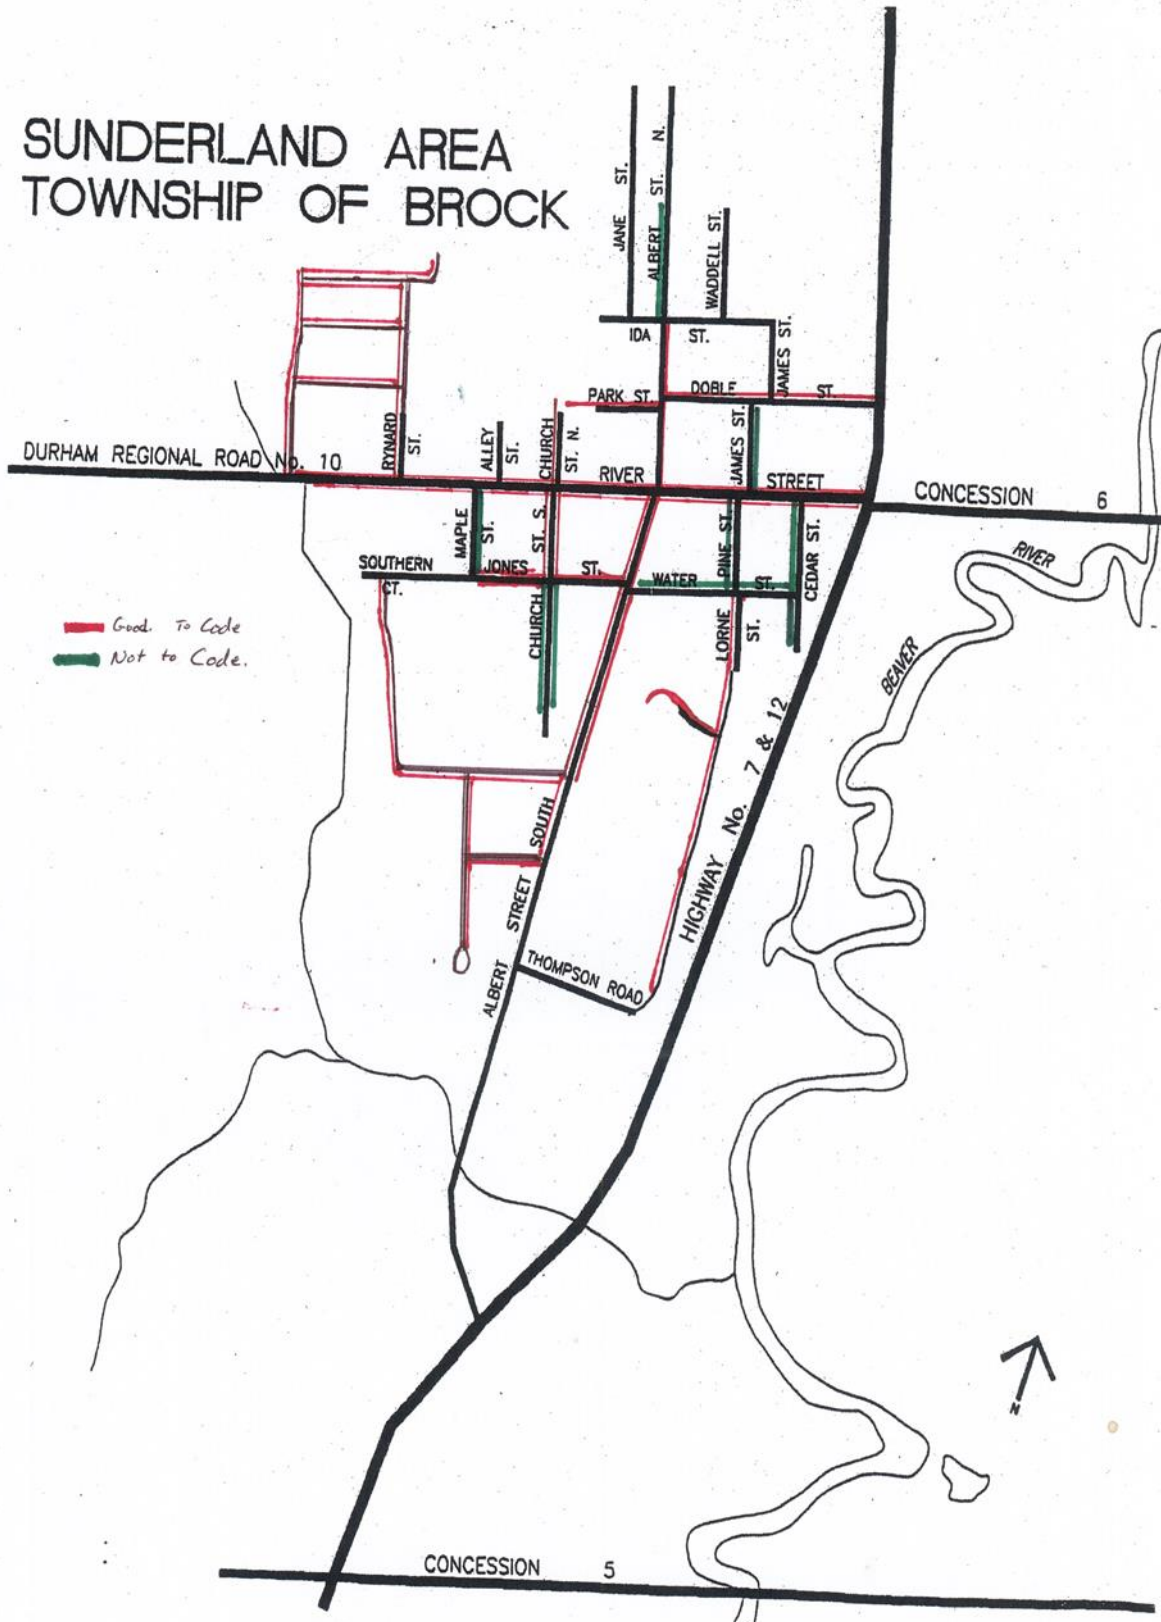 SUNDERLAND AREA
TOWNSHIP OF BROCK
JANE ST.
ALBERT ST. N.
WADDELL ST.
IDA ST.
JAMES ST.
PARK ST.
DOBLE ST.
DURHAM REGIONAL ROAD No. 10
RYNARD ST.
ALLEY ST.
CHURCH ST. N.
RIVER STREET
JAMES ST.
CONCESSION 6
MAPLE ST.
CHURCH ST. S.
PINE ST.
CEDAR ST.
RIVER
SOUTHERN CT.
JONES ST.
WATER ST.
CHURCH
LORNE ST.
BEAVER
Good. To Code
Not to Code.
HIGHWAY No. 7 & 12
ALBERT STREET SOUTH
THOMPSON ROAD
N
CONCESSION 5